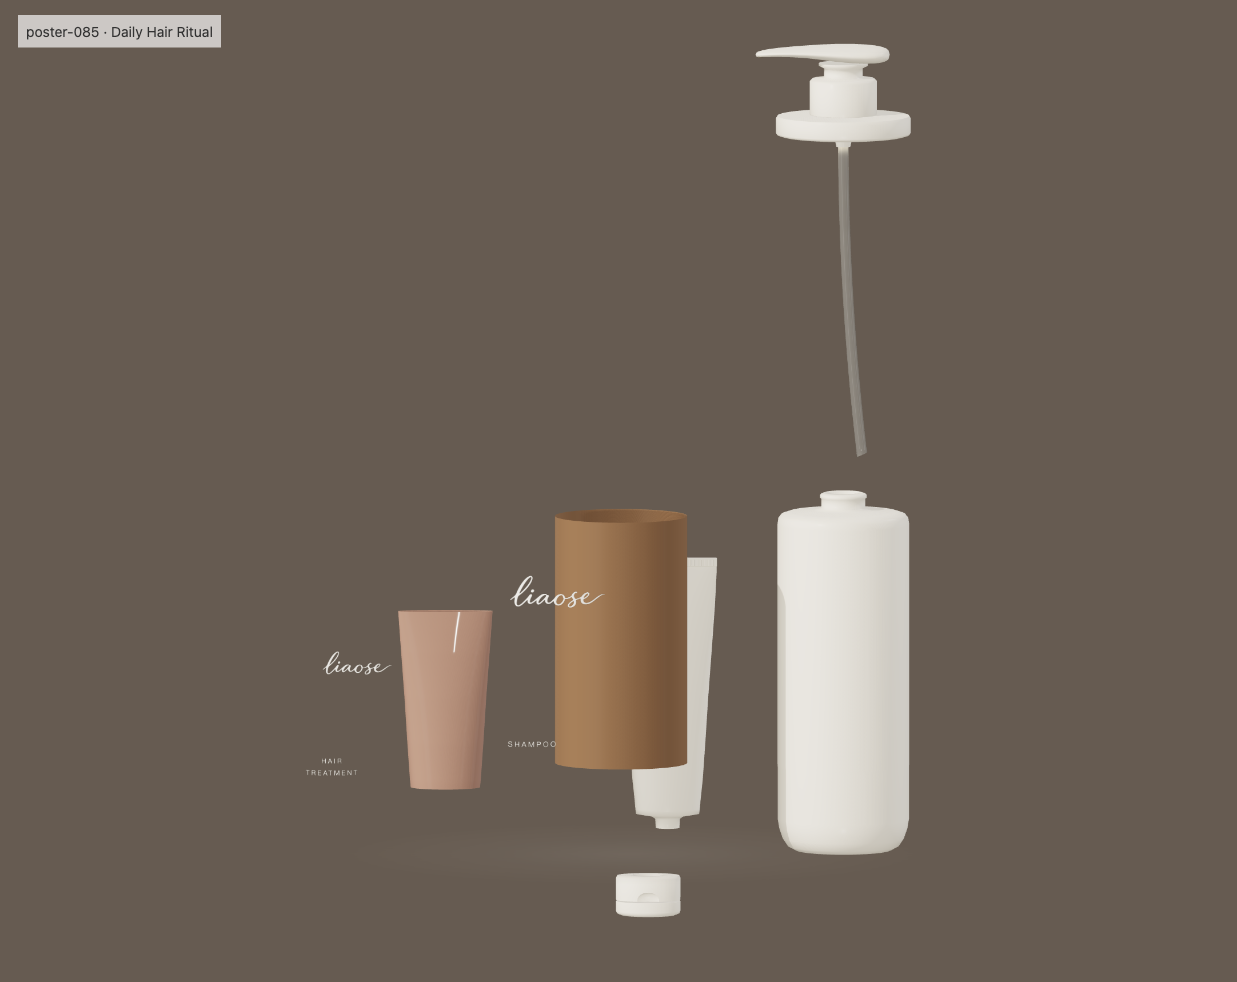 poster-085 · Daily Hair Ritual
liaose
liaose
SHAMPOO
HAIR
TREATMENT